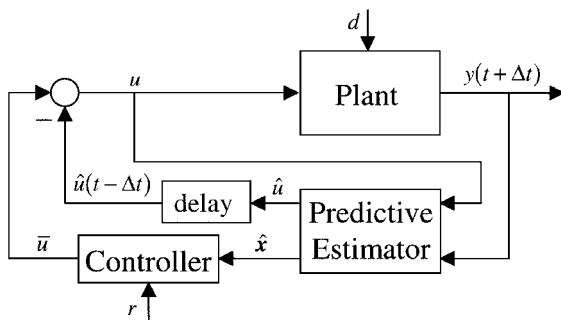 d
u
y(t + Δt)
Plant
−
û(t − Δt)
û
delay
Predictive
Estimator
ū
Controller
x̂
r